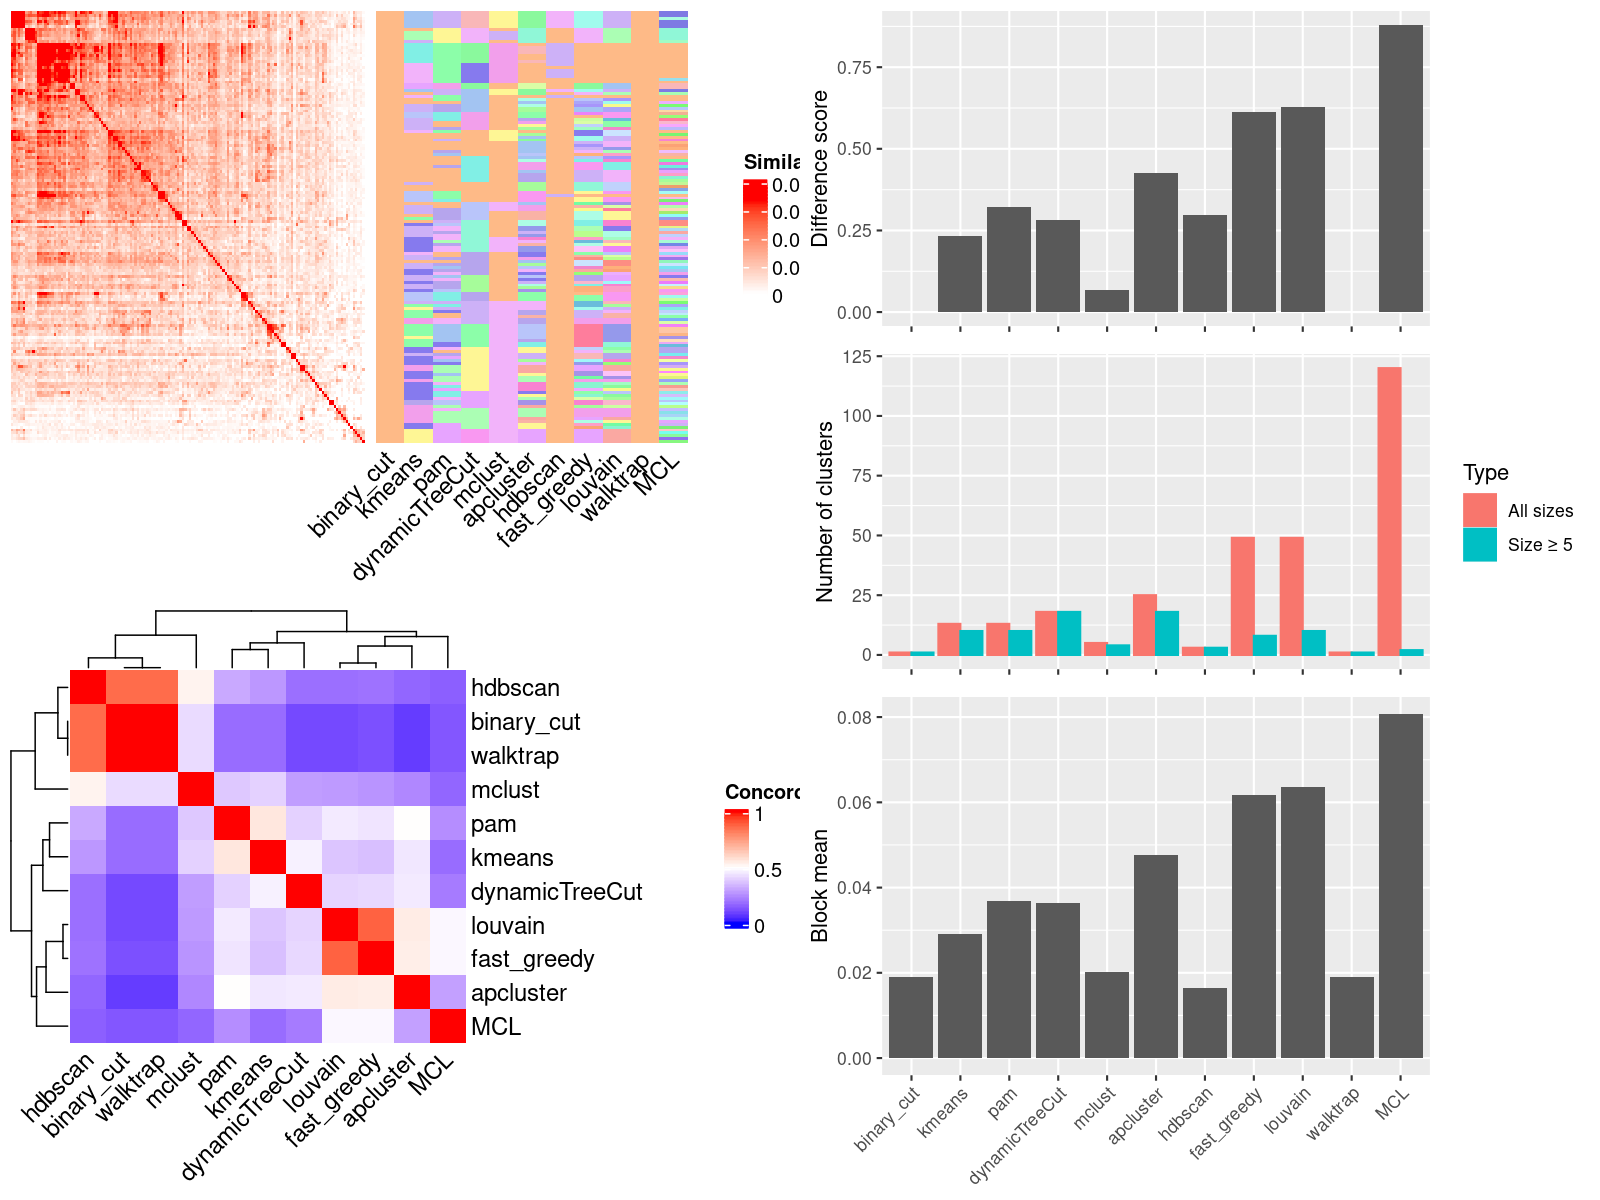 Simila
0.0
0.0
0.0
0.0
0
binary_cut
kmeans
pam
dynamicTreeCut
mclust
apcluster
hdbscan
fast_greedy
louvain
walktrap
MCL
hdbscan
binary_cut
walktrap
mclust
pam
kmeans
dynamicTreeCut
louvain
fast_greedy
apcluster
MCL
hdbscan
binary_cut
walktrap
mclust
pam
kmeans
dynamicTreeCut
louvain
fast_greedy
apcluster
MCL
Concord
1
0.5
0
Difference score
0.75
0.50
0.25
0.00
Number of clusters
125
100
75
50
25
0
Type
All sizes
Size ≥ 5
Block mean
0.08
0.06
0.04
0.02
0.00
binary_cut
kmeans
pam
dynamicTreeCut
mclust
apcluster
hdbscan
fast_greedy
louvain
walktrap
MCL